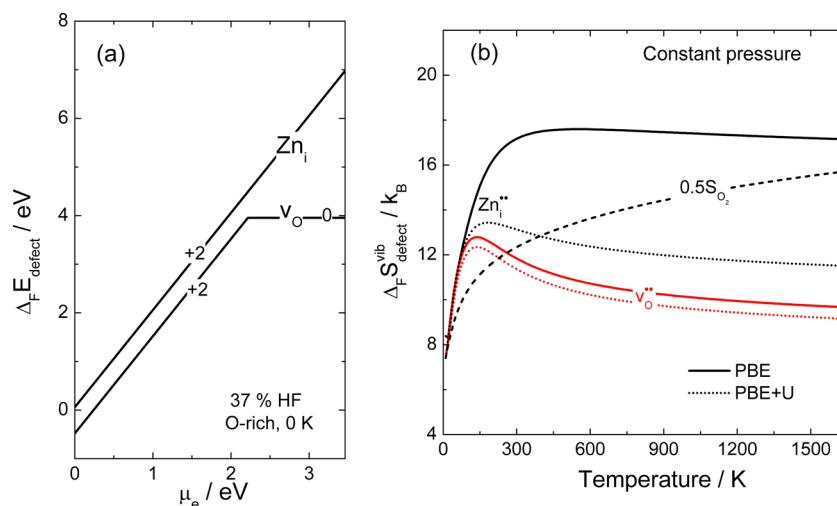 (a)
8
6
4
2
0
Δ_F E_defect / eV
Zn_i
v_O
0
+2
+2
37 % HF
O-rich, 0 K
0
1
2
3
μ_e / eV
(b)
Constant pressure
20
16
12
8
4
Δ_F S^vib_defect / k_B
Zn_i^••
0.5S_O₂
v_O^••
PBE
PBE+U
0
300
600
900
1200
1500
Temperature / K